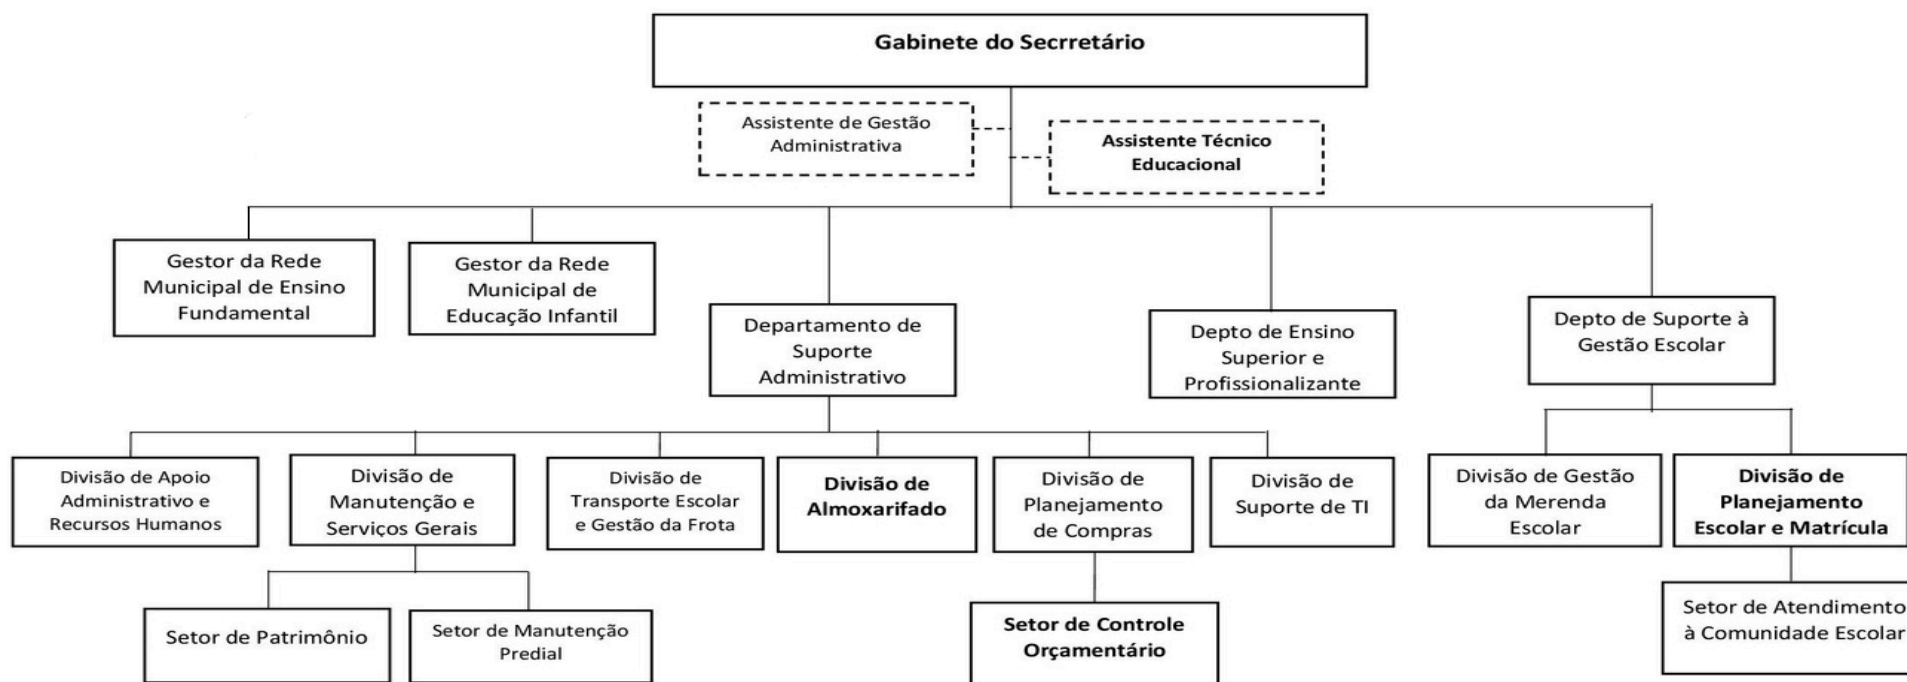 Gabinete do Secrretário
Assistente de Gestão
Administrativa
Assistente Técnico
Educacional
Gestor da Rede
Municipal de Ensino
Fundamental
Gestor da Rede
Municipal de
Educação Infantil
Departamento de
Suporte
Administrativo
Depto de Ensino
Superior e
Profissionalizante
Depto de Suporte à
Gestão Escolar
Divisão de Apoio
Administrativo e
Recursos Humanos
Divisão de
Manutenção e
Serviços Gerais
Divisão de
Transporte Escolar
e Gestão da Frota
Divisão de
Almoxarifado
Divisão de
Planejamento
de Compras
Divisão de
Suporte de TI
Divisão de Gestão
da Merenda
Escolar
Divisão de
Planejamento
Escolar e Matrícula
Setor de Patrimônio
Setor de Manutenção
Predial
Setor de Controle
Orçamentário
Setor de Atendimento
à Comunidade Escolar